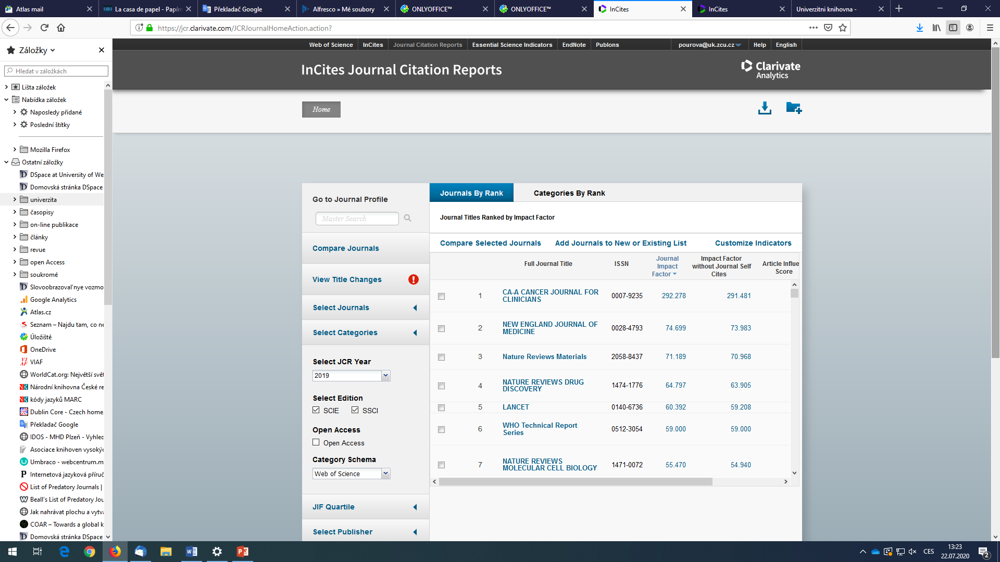 Atlas mail
La casa de papel - Papírc
Překladač Google
Alfresco » Mé soubory
ONLYOFFICE™
ONLYOFFICE™
InCites
InCites
Univerzitni knihovna -
https://jcr.clarivate.com/JCRJournalHomeAction.action?
Záložky
Hledat v záložkách
Lišta záložek
Nabídka záložek
Naposledy přidané
Poslední štítky
Mozilla Firefox
Ostatní záložky
DSpace at University of We
Domovská stránka DSpace
univerzita
časopisy
on-line publikace
články
revue
open Access
soukromé
Slovoobrazoval'nye vozmo
Google Analytics
Atlas.cz
Seznam – Najdu tam, co ne
Úložiště
OneDrive
VIAF
WorldCat.org: Největší svět
Národní knihovna České re
kódy jazyků MARC
Dublin Core - Czech home
Překladač Google
IDOS - MHD Plzeň - Vyhled
Asociace knihoven vysokýc
Umbraco - webcentrum.m
Internetová jazyková příruč
List of Predatory Journals |
Beall's List of Predatory Jou
Jak nahrávat plochu a vytvá
COAR – Towards a global k
Domovská stránka DSpace
Web of Science
InCites
Journal Citation Reports
Essential Science Indicators
EndNote
Publons
pourova@uk.zcu.cz
Help
English
InCites Journal Citation Reports
Clarivate
Analytics
Home
Go to Journal Profile
Master Search
Compare Journals
View Title Changes
Select Journals
Select Categories
Select JCR Year
2019
Select Edition
SCIE SSCI
Open Access
Open Access
Category Schema
Web of Science
JIF Quartile
Select Publisher
Journals By Rank
Categories By Rank
Journal Titles Ranked by Impact Factor
Compare Selected Journals
Add Journals to New or Existing List
Customize Indicators
Full Journal Title
ISSN
Journal
Impact
Factor
Impact Factor
without Journal Self
Cites
Article Influe
Score
1 CA-A CANCER JOURNAL FOR
CLINICIANS 0007-9235 292.278 291.481
2 NEW ENGLAND JOURNAL OF
MEDICINE 0028-4793 74.699 73.983
3 Nature Reviews Materials 2058-8437 71.189 70.968
4 NATURE REVIEWS DRUG
DISCOVERY 1474-1776 64.797 63.905
5 LANCET 0140-6736 60.392 59.208
6 WHO Technical Report
Series 0512-3054 59.000 59.000
7 NATURE REVIEWS
MOLECULAR CELL BIOLOGY 1471-0072 55.470 54.940
CES
13:23
22.07.2020
2